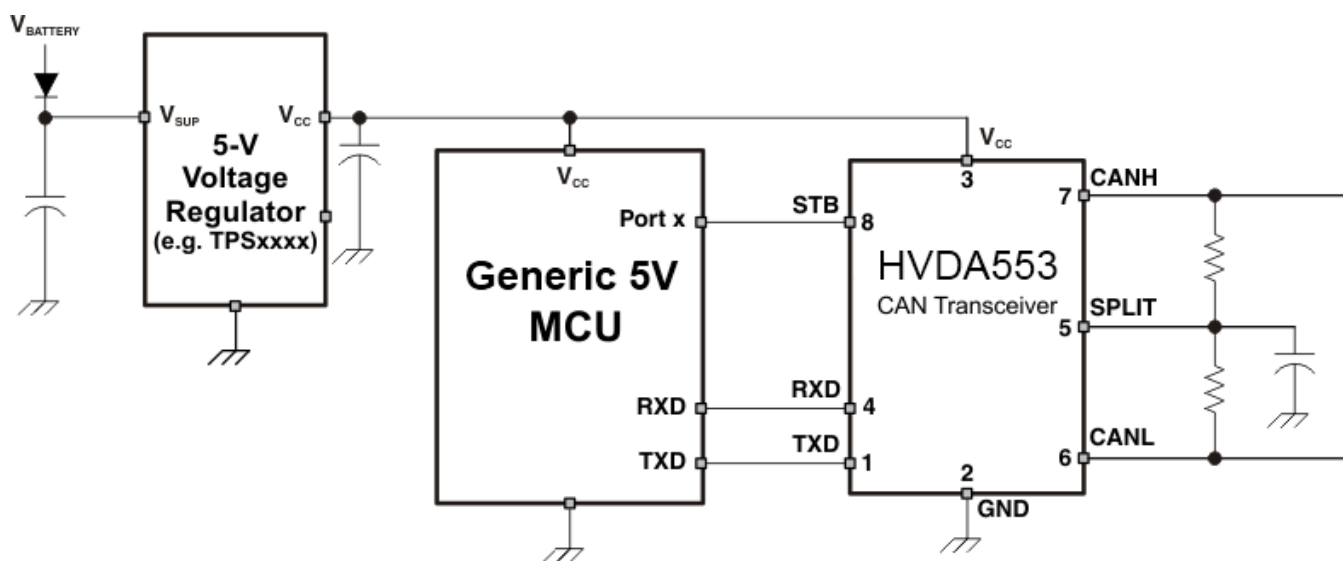 VBATTERY
VSUP
VCC
5-V
Voltage
Regulator
(e.g. TPSxxxx)
VCC
Port x
Generic 5V
MCU
RXD
TXD
STB
RXD
TXD
VCC
3
8
4
1
HVDA553
CAN Transceiver
7
5
6
2
GND
CANH
SPLIT
CANL